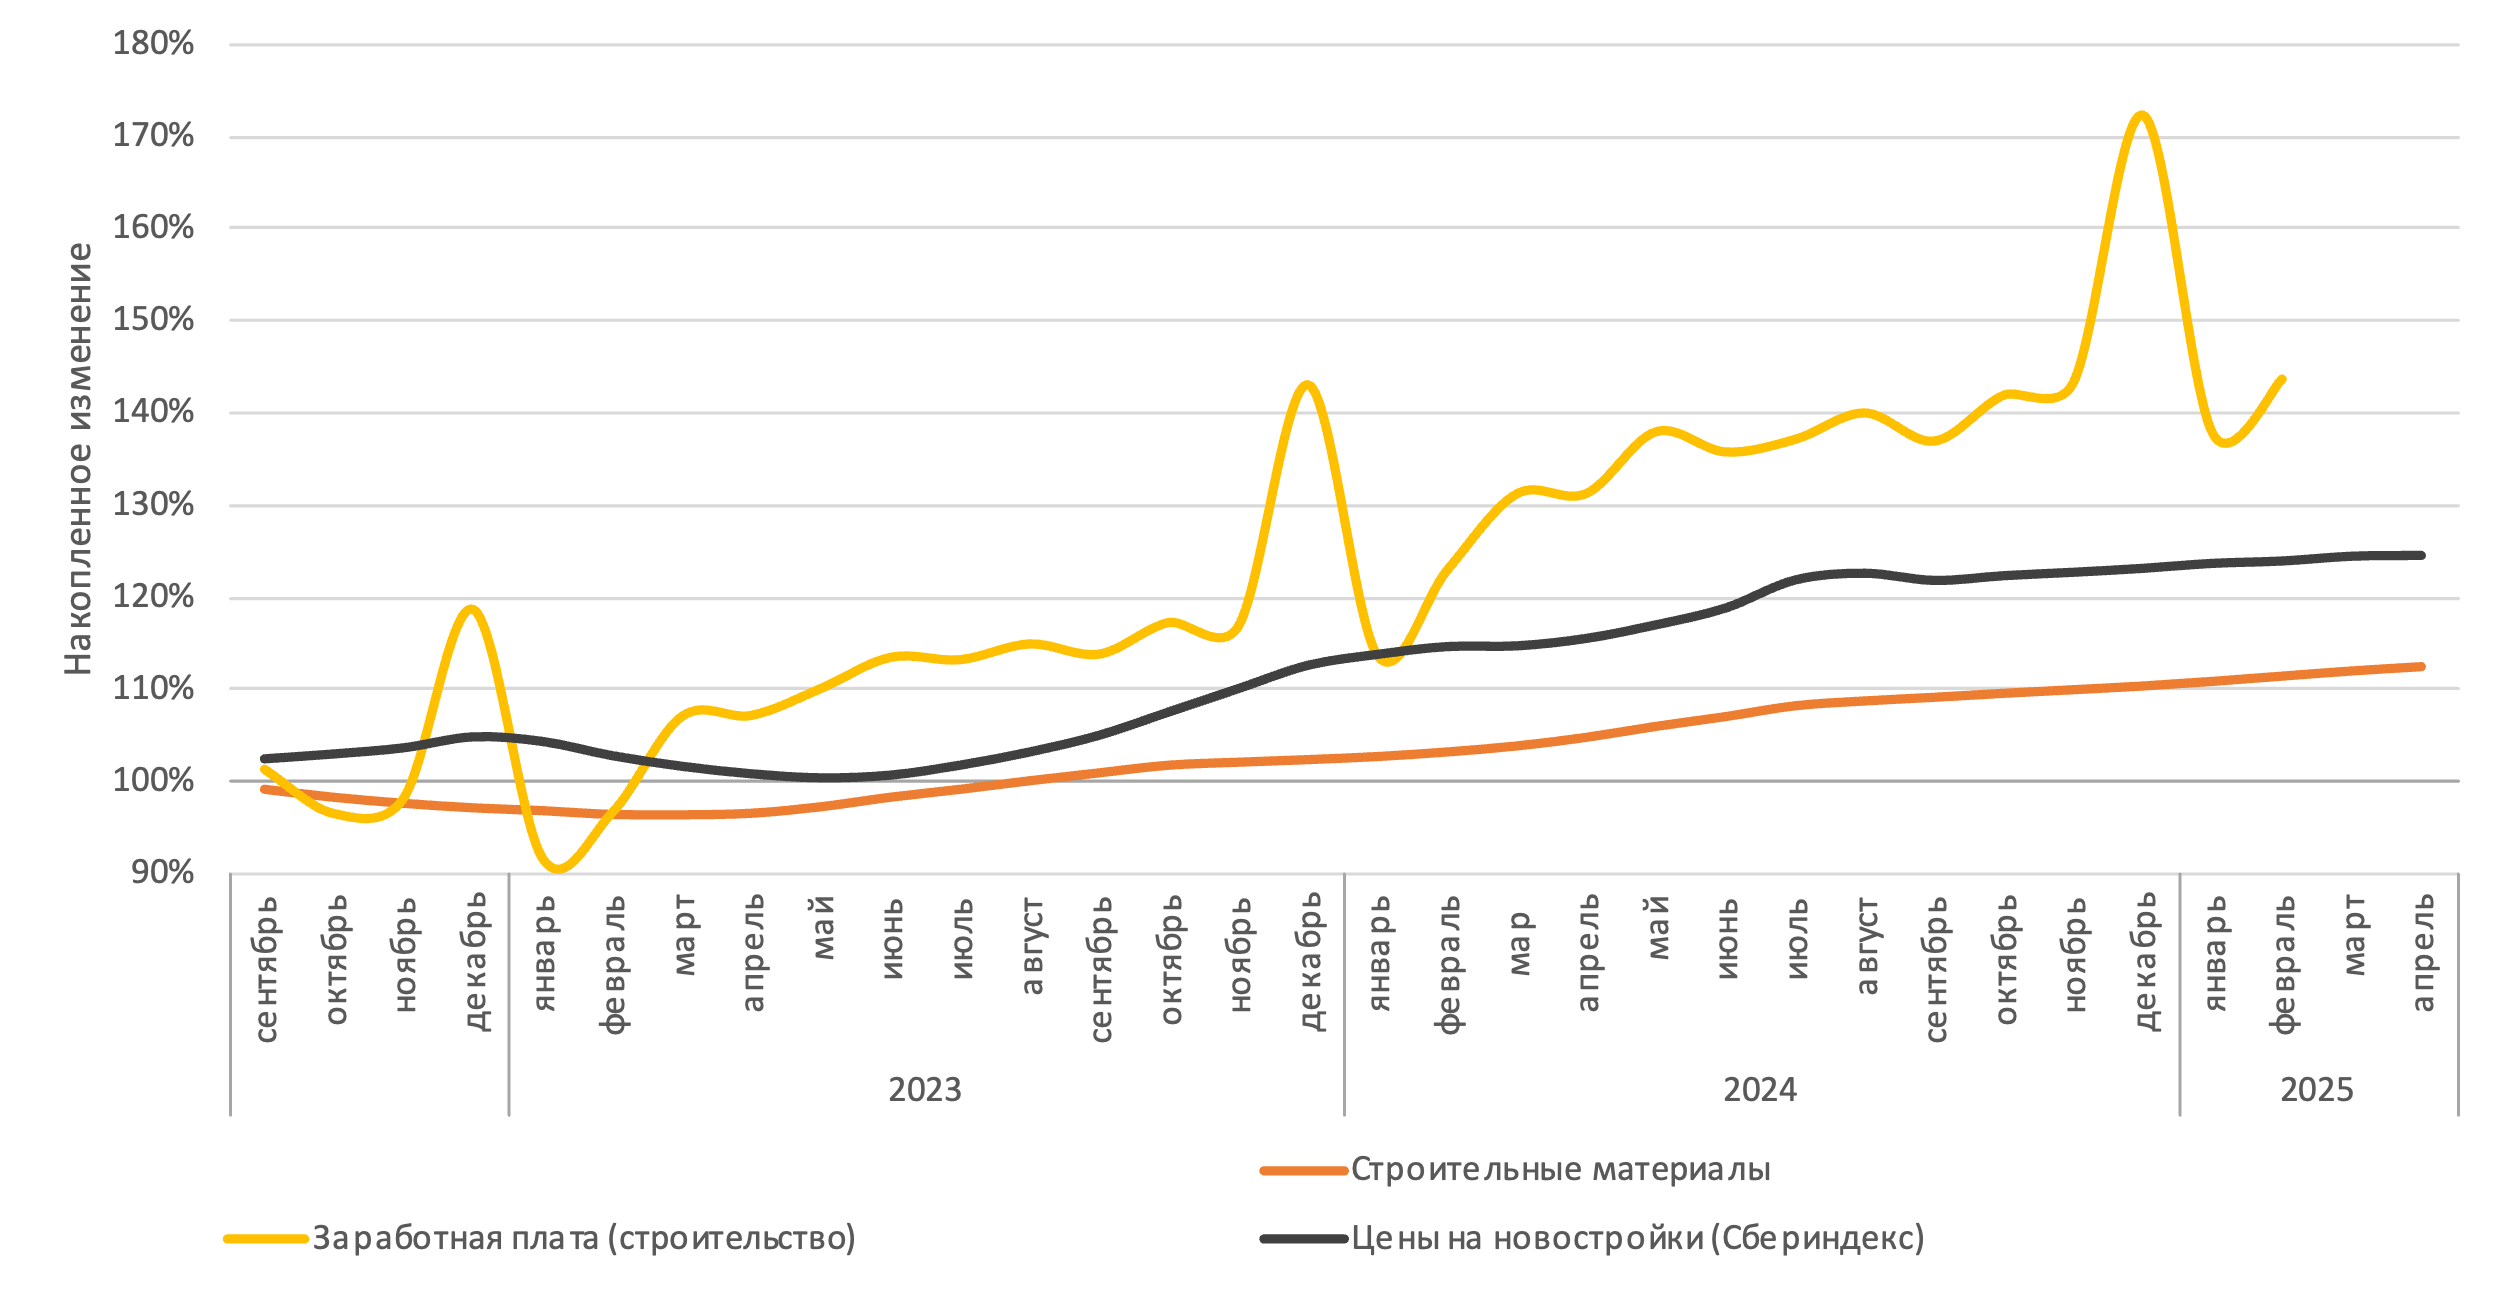 180%
170%
160%
150%
140%
130%
120%
110%
100%
90%
Накопленное изменение
сентябрь
октябрь
ноябрь
декабрь
январь
февраль
март
апрель
май
июнь
июль
август
сентябрь
октябрь
ноябрь
декабрь
январь
февраль
мар
апрель
май
июнь
июль
август
сентябрь
октябрь
ноябрь
декабрь
январь
февраль
март
апрель
2023
2024
2025
Строительные материалы
Заработная плата (строительство)
Цены на новостройки (Сбериндекс)